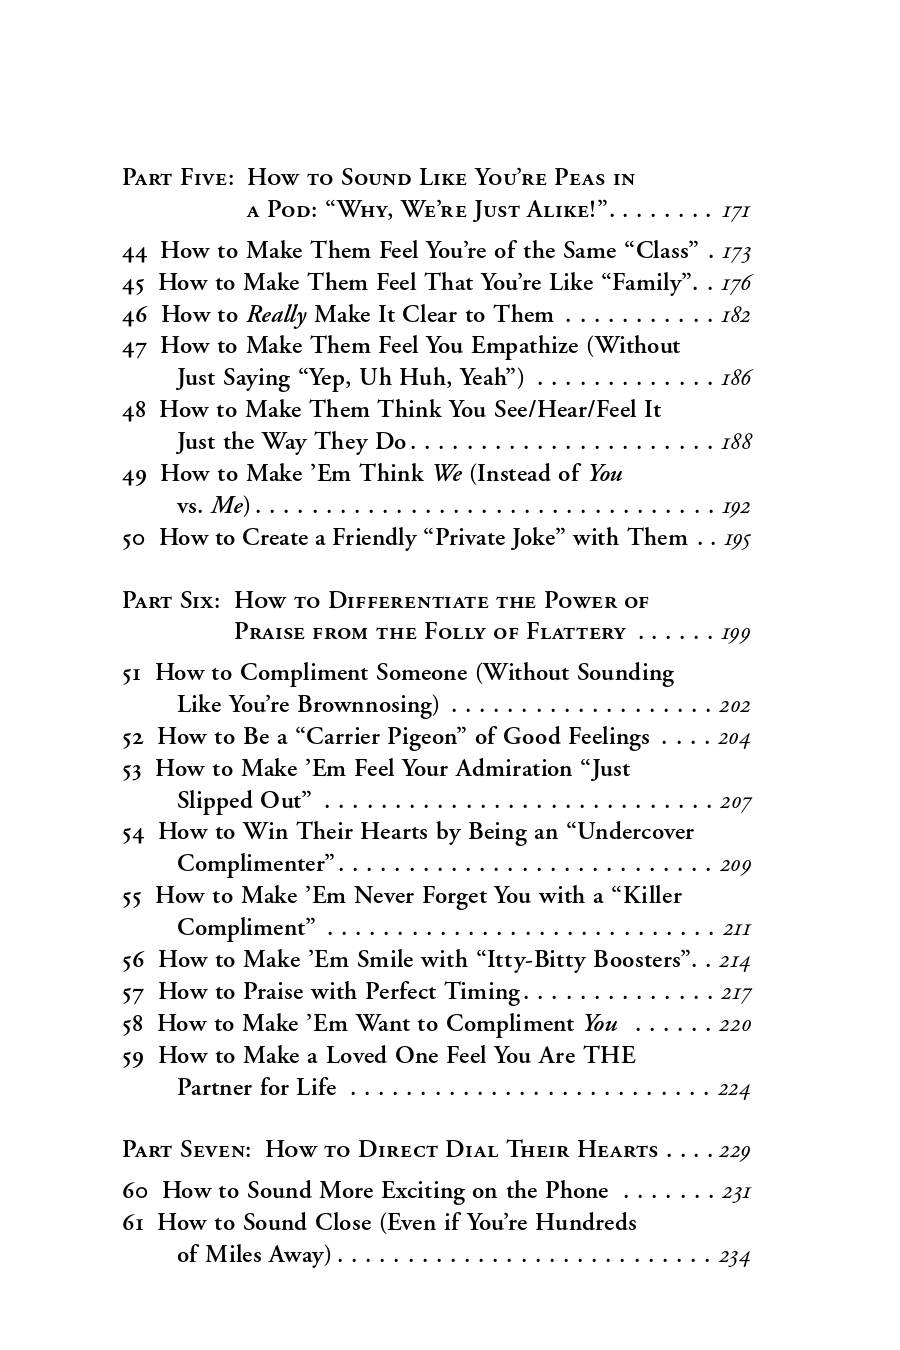 Part Five: How to Sound Like You’re Peas in
a Pod: “Why, We’re Just Alike!”. . . . . . . . 171
44 How to Make Them Feel You’re of the Same “Class” . 173
45 How to Make Them Feel That You’re Like “Family”. . 176
46 How to Really Make It Clear to Them . . . . . . . . . . . 182
47 How to Make Them Feel You Empathize (Without
Just Saying “Yep, Uh Huh, Yeah”) . . . . . . . . . . . . . 186
48 How to Make Them Think You See/Hear/Feel It
Just the Way They Do . . . . . . . . . . . . . . . . . . . . . . 188
49 How to Make ’Em Think We (Instead of You
vs. Me) . . . . . . . . . . . . . . . . . . . . . . . . . . . . . . . . . 192
50 How to Create a Friendly “Private Joke” with Them . . 195
Part Six: How to Differentiate the Power of
Praise from the Folly of Flattery . . . . . . 199
51 How to Compliment Someone (Without Sounding
Like You’re Brownnosing) . . . . . . . . . . . . . . . . . . . 202
52 How to Be a “Carrier Pigeon” of Good Feelings . . . . 204
53 How to Make ’Em Feel Your Admiration “Just
Slipped Out” . . . . . . . . . . . . . . . . . . . . . . . . . . . . 207
54 How to Win Their Hearts by Being an “Undercover
Complimenter” . . . . . . . . . . . . . . . . . . . . . . . . . . . 209
55 How to Make ’Em Never Forget You with a “Killer
Compliment” . . . . . . . . . . . . . . . . . . . . . . . . . . . . 211
56 How to Make ’Em Smile with “Itty-Bitty Boosters”. . 214
57 How to Praise with Perfect Timing . . . . . . . . . . . . . . 217
58 How to Make ’Em Want to Compliment You . . . . . . 220
59 How to Make a Loved One Feel You Are THE
Partner for Life . . . . . . . . . . . . . . . . . . . . . . . . . . 224
Part Seven: How to Direct Dial Their Hearts . . . . 229
60 How to Sound More Exciting on the Phone . . . . . . . 231
61 How to Sound Close (Even if You’re Hundreds
of Miles Away) . . . . . . . . . . . . . . . . . . . . . . . . . . . 234